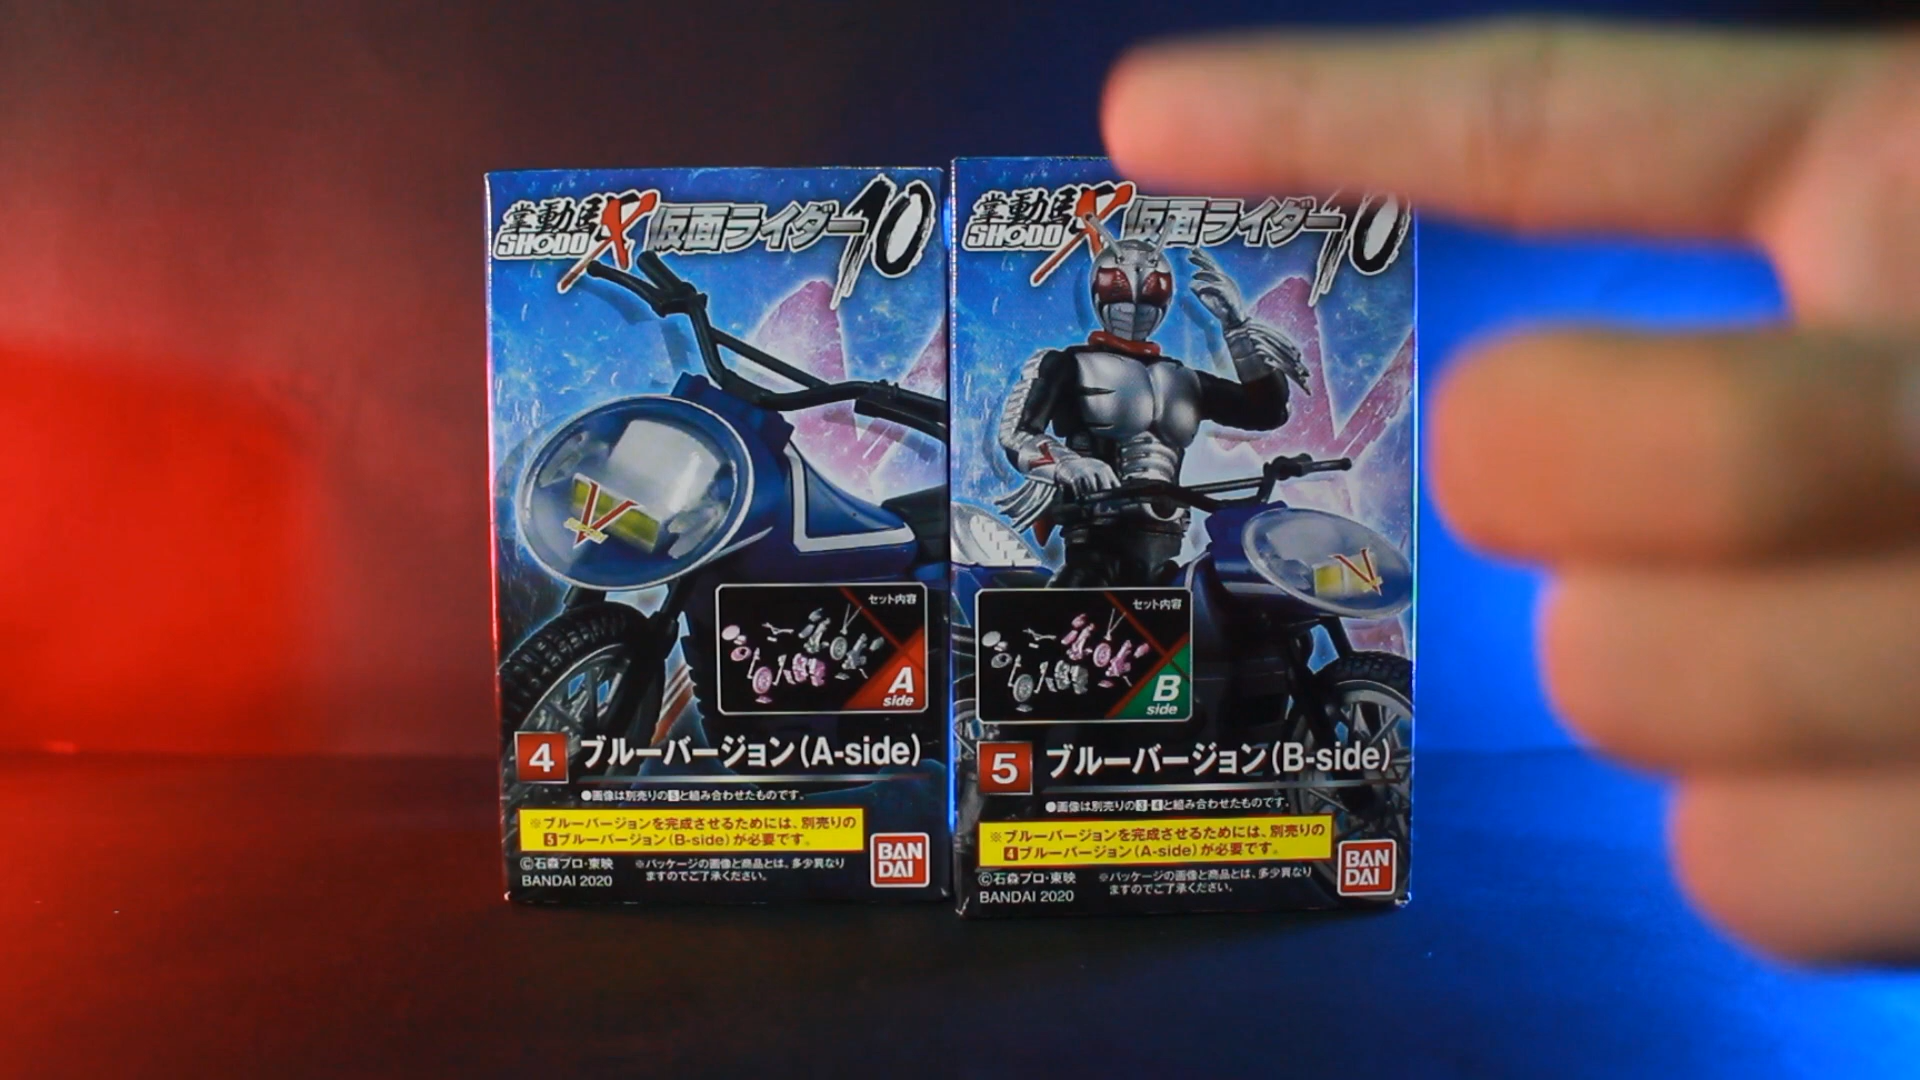 掌動駆
SHODO X 仮面ライダー10
セット内容
A
side
4 ブルーバージョン(A-side)
●画像は別売りの5と組み合わせたものです。
※ブルーバージョンを完成させるためには、別売りの
5ブルーバージョン(B-side)が必要です。
©石森プロ・東映
BANDAI 2020
※パッケージの画像と商品とは、多少異なり
ますのでご了承ください。
BAN
DAI
掌動駆
SHODO X 仮面ライダー10
セット内容
B
side
5 ブルーバージョン(B-side)
●画像は別売りの3・4と組み合わせたものです。
※ブルーバージョンを完成させるためには、別売りの
4ブルーバージョン(A-side)が必要です。
©石森プロ・東映
BANDAI 2020
※パッケージの画像と商品とは、多少異なり
ますのでご了承ください。
BAN
DAI